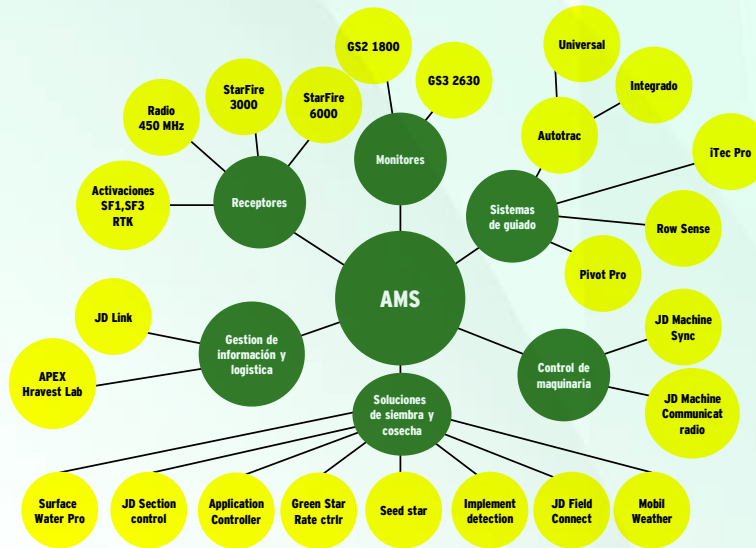 GS2 1800
GS3 2630
Monitores
Universal
Integrado
Autotrac
iTec Pro
Row Sense
Pivot Pro
Sistemas
de guiado
StarFire
3000
StarFire
6000
Radio
450 MHz
Activaciones
SF1,SF3
RTK
Receptores
AMS
JD Link
APEX
Hravest Lab
Gestion de
información y
logistica
Control de
maquinaria
JD Machine
Sync
JD Machine
Communicat
radio
Soluciones
de siembra y
cosecha
Surface
Water Pro
JD Section
control
Application
Controller
Green Star
Rate ctrlr
Seed star
Implement
detection
JD Field
Connect
Mobil
Weather